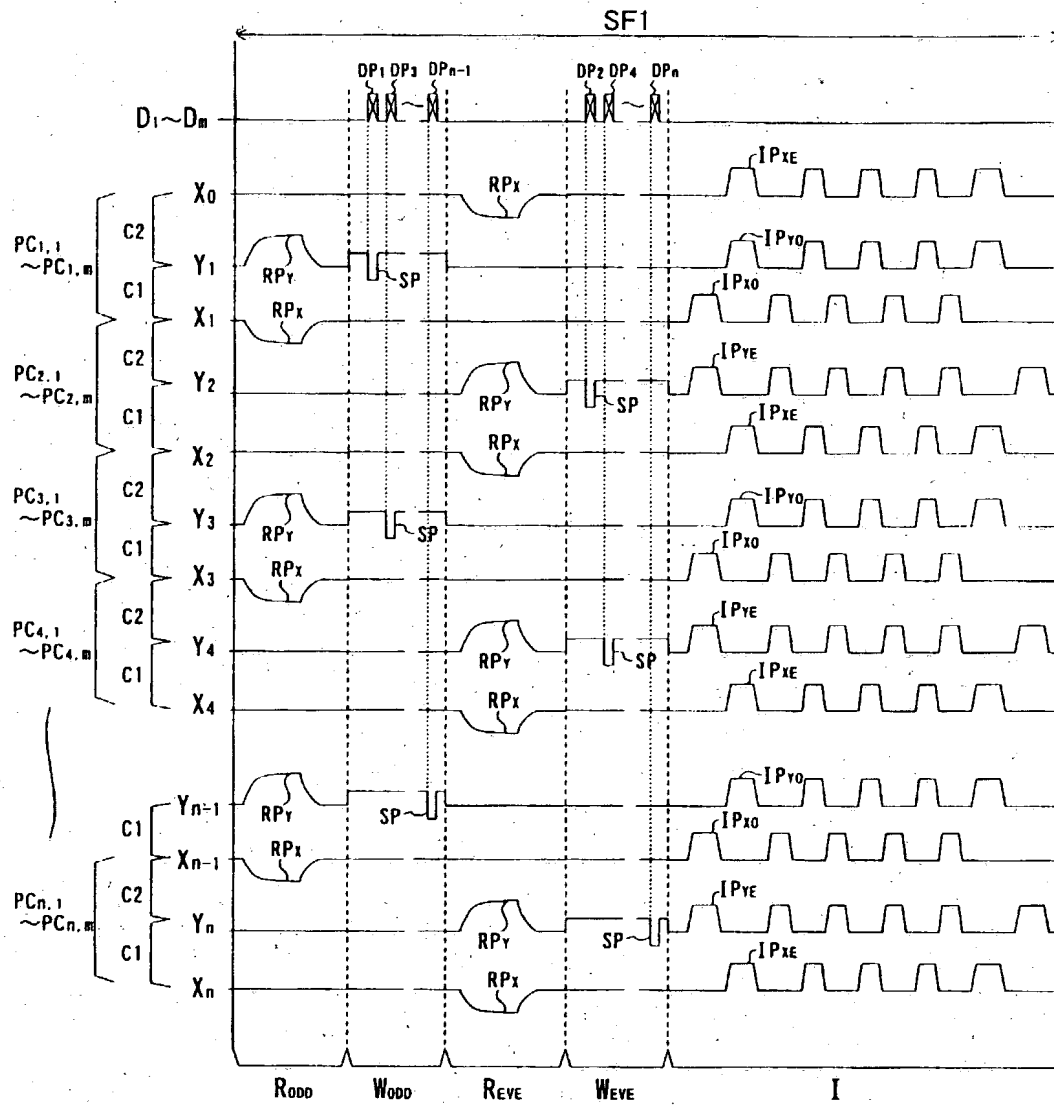 SF1
DP1 DP3 DPn-1 DP2 DP4 DPn
D1~Dm
IPXE
X0 RPX
PC1,1 ~PC1,m
C2
IPYO
Y1 RPY SP
C1
IPXO
RPX
X1
PC2,1 ~PC2,m
C2
IPYE
Y2 RPY SP
C1
IPXE
RPX
X2
PC3,1 ~PC3,m
C2
IPYO
Y3 RPY SP
C1
IPXO
RPX
X3
PC4,1 ~PC4,m
C2
IPYE
Y4 RPY SP
C1
IPXE
RPX
X4
IPYO
Yn-1 RPY SP
C1
IPXO
RPX
Xn-1
PCn,1 ~PCn,m
C2
IPYE
Yn RPY SP
C1
IPXE
RPX
Xn
RODD WODD REVE WEVE I